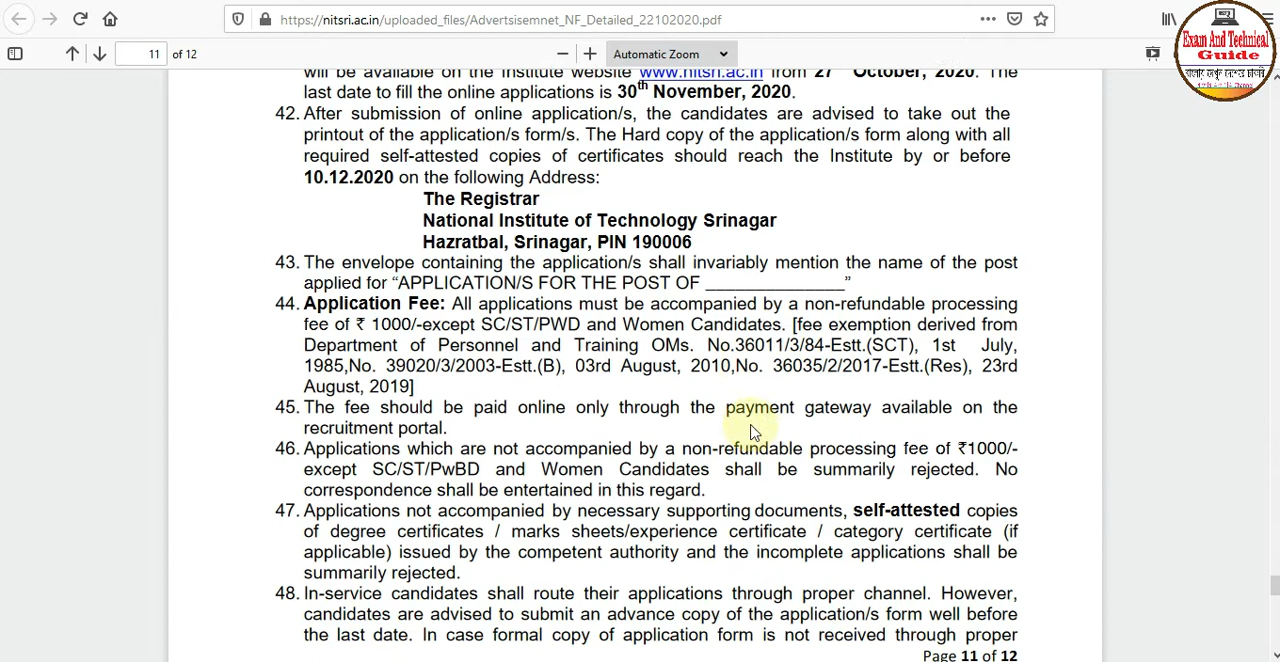 https://nitsri.ac.in/uploaded_files/Advertsisemnet_NF_Detailed_22102020.pdf
11 of 12
Automatic Zoom
Exam And Technical
Guide
will be available on the Institute website www.nitsri.ac.in from 27 October, 2020. The
last date to fill the online applications is 30th November, 2020.
42. After submission of online application/s, the candidates are advised to take out the
printout of the application/s form/s. The Hard copy of the application/s form along with all
required self-attested copies of certificates should reach the Institute by or before
10.12.2020 on the following Address:
The Registrar
National Institute of Technology Srinagar
Hazratbal, Srinagar, PIN 190006
43. The envelope containing the application/s shall invariably mention the name of the post
applied for “APPLICATION/S FOR THE POST OF ______________”
44. Application Fee: All applications must be accompanied by a non-refundable processing
fee of ₹ 1000/-except SC/ST/PWD and Women Candidates. [fee exemption derived from
Department of Personnel and Training OMs. No.36011/3/84-Estt.(SCT), 1st July,
1985,No. 39020/3/2003-Estt.(B), 03rd August, 2010,No. 36035/2/2017-Estt.(Res), 23rd
August, 2019]
45. The fee should be paid online only through the payment gateway available on the
recruitment portal.
46. Applications which are not accompanied by a non-refundable processing fee of ₹1000/-
except SC/ST/PwBD and Women Candidates shall be summarily rejected. No
correspondence shall be entertained in this regard.
47. Applications not accompanied by necessary supporting documents, self-attested copies
of degree certificates / marks sheets/experience certificate / category certificate (if
applicable) issued by the competent authority and the incomplete applications shall be
summarily rejected.
48. In-service candidates shall route their applications through proper channel. However,
candidates are advised to submit an advance copy of the application/s form well before
the last date. In case formal copy of application form is not received through proper
Page 11 of 12